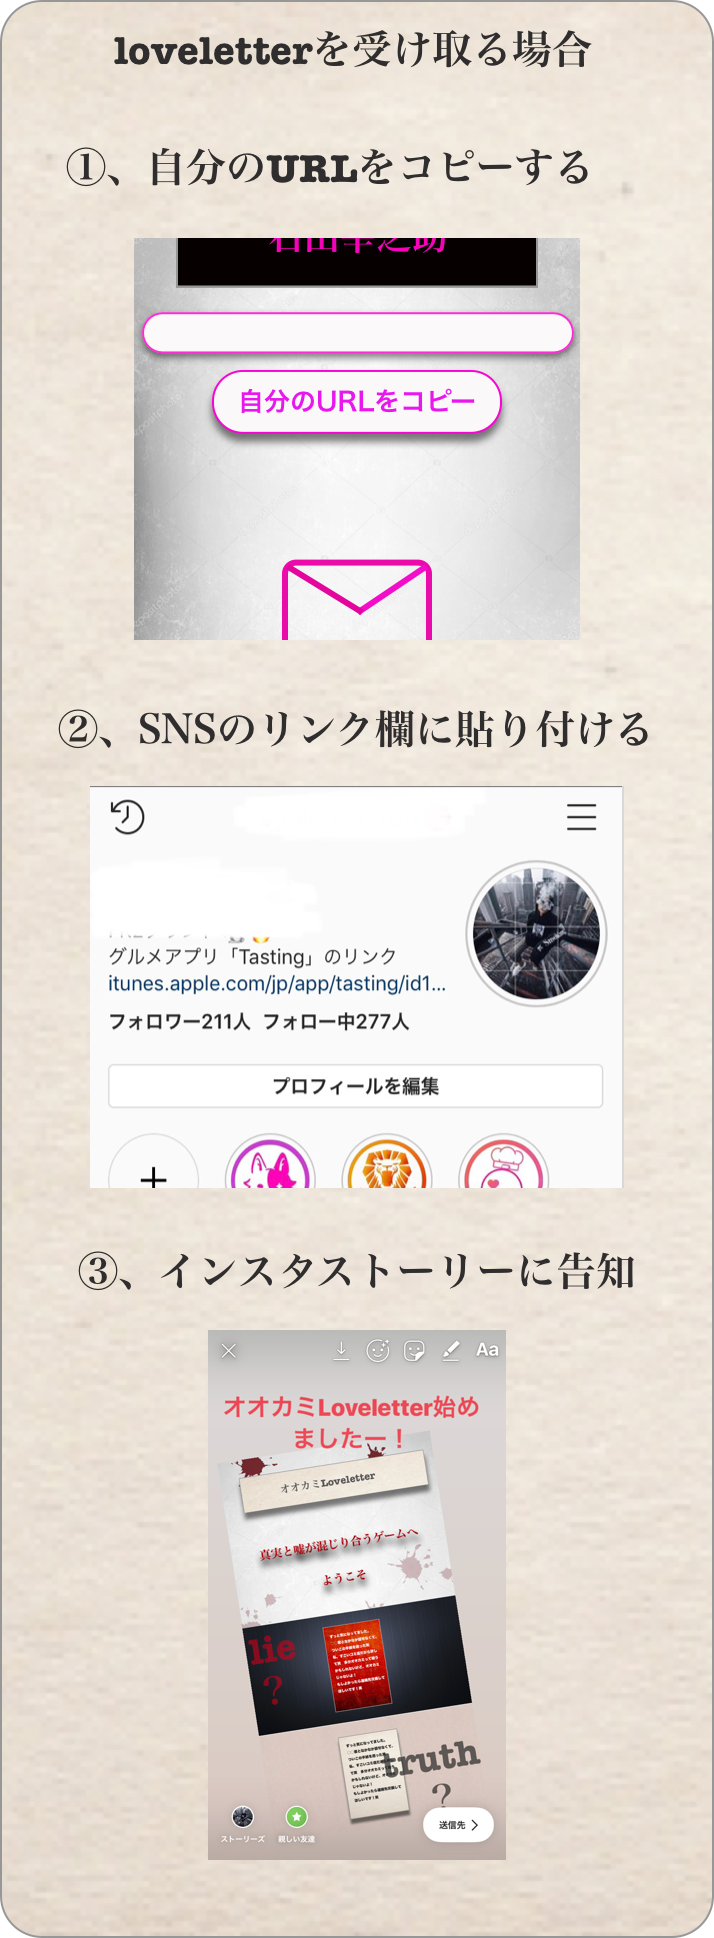 loveletterを受け取る場合
①、自分のURLをコピーする
自分のURLをコピー
②、SNSのリンク欄に貼り付ける
グルメアプリ「Tasting」のリンク
itunes.apple.com/jp/app/tasting/id1...
フォロワー211人 フォロー中277人
プロフィールを編集
③、インスタストーリーに告知
Aa
オオカミLoveletter始め
ましたー！
オオカミLoveletter
真実と嘘が混じり合うゲームへ
ようこそ
lie
?
truth
?
ストーリーズ
親しい友達
送信先